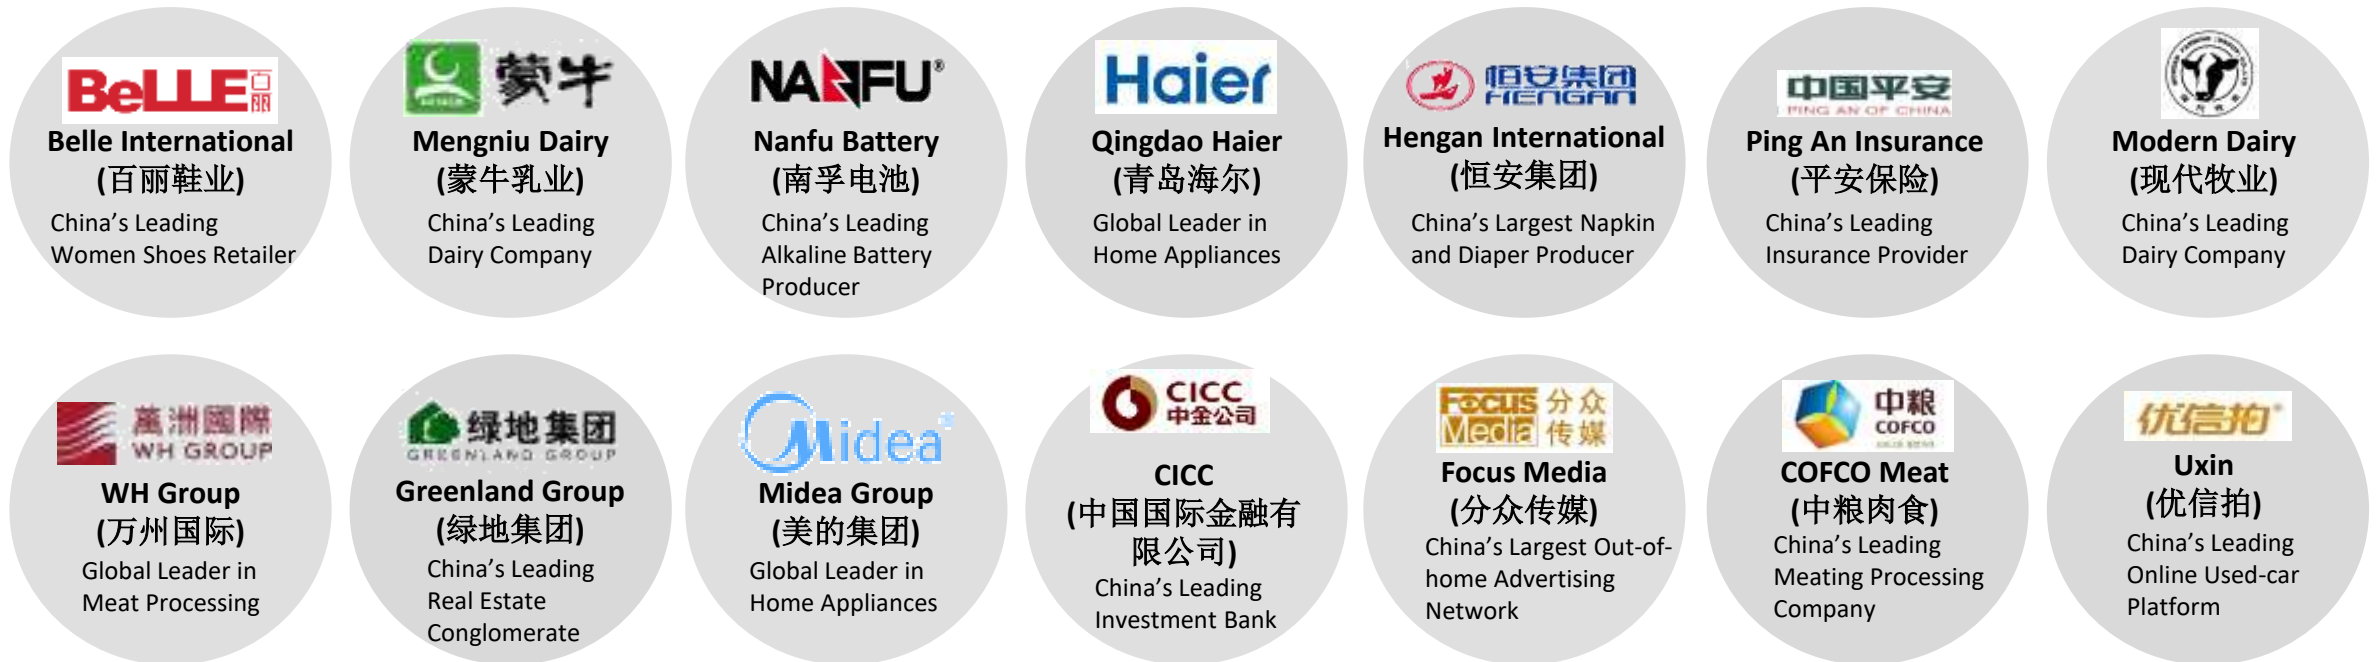 BeLLE百丽
Belle International
(百丽鞋业)
China's Leading
Women Shoes Retailer
蒙牛
Mengniu Dairy
(蒙牛乳业)
China's Leading
Dairy Company
NANFU®
Nanfu Battery
(南孚电池)
China's Leading
Alkaline Battery
Producer
Haier
Qingdao Haier
(青岛海尔)
Global Leader in
Home Appliances
恒安集团
HENGAN
Hengan International
(恒安集团)
China's Largest Napkin
and Diaper Producer
中国平安
PING AN OF CHINA
Ping An Insurance
(平安保险)
China's Leading
Insurance Provider
Modern Dairy
(现代牧业)
China's Leading
Dairy Company
萬洲國際
WH GROUP
WH Group
(万州国际)
Global Leader in
Meat Processing
绿地集团
GREENLAND GROUP
Greenland Group
(绿地集团)
China's Leading
Real Estate
Conglomerate
Midea
Midea Group
(美的集团)
Global Leader in
Home Appliances
CICC
中金公司
CICC
(中国国际金融有
限公司)
China's Leading
Investment Bank
Focus 分众
Media 传媒
Focus Media
(分众传媒)
China's Largest Out-of-
home Advertising
Network
中粮
COFCO
COFCO Meat
(中粮肉食)
China's Leading
Meating Processing
Company
优信拍
Uxin
(优信拍)
China's Leading
Online Used-car
Platform